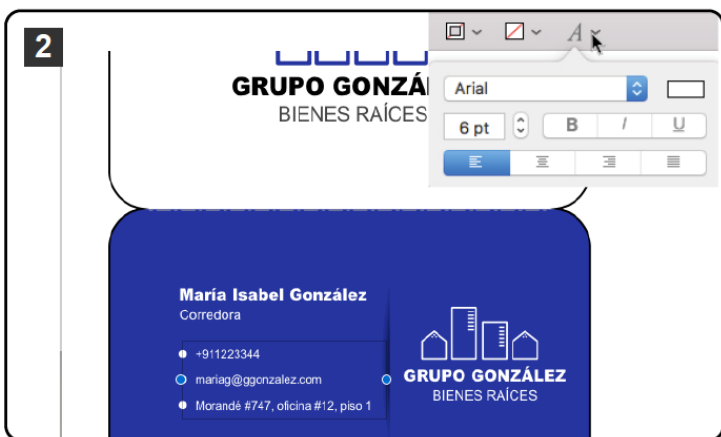 2
A
Arial
6 pt
B I U
GRUPO GONZÁ
BIENES RAÍCES
María Isabel González
Corredora
+911223344
mariag@ggonzalez.com
Morandé #747, oficina #12, piso 1
GRUPO GONZÁLEZ
BIENES RAÍCES